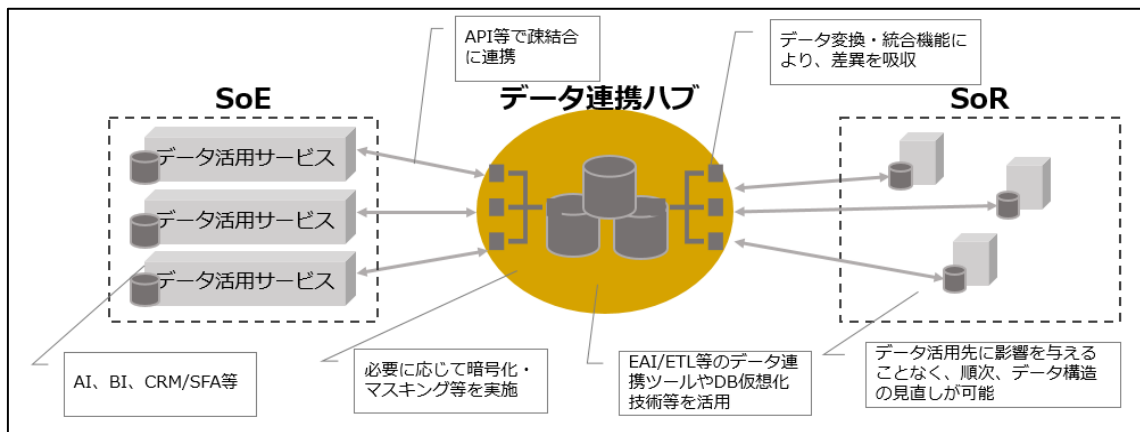 API等で疎結合
に連携
データ変換・統合機能に
より、差異を吸収
SoE
データ連携ハブ
SoR
データ活用サービス
データ活用サービス
データ活用サービス
AI、BI、CRM/SFA等
必要に応じて暗号化・
マスキング等を実施
EAI/ETL等のデータ連
携ツールやDB仮想化
技術等を活用
データ活用先に影響を与える
ことなく、順次、データ構造
の見直しが可能